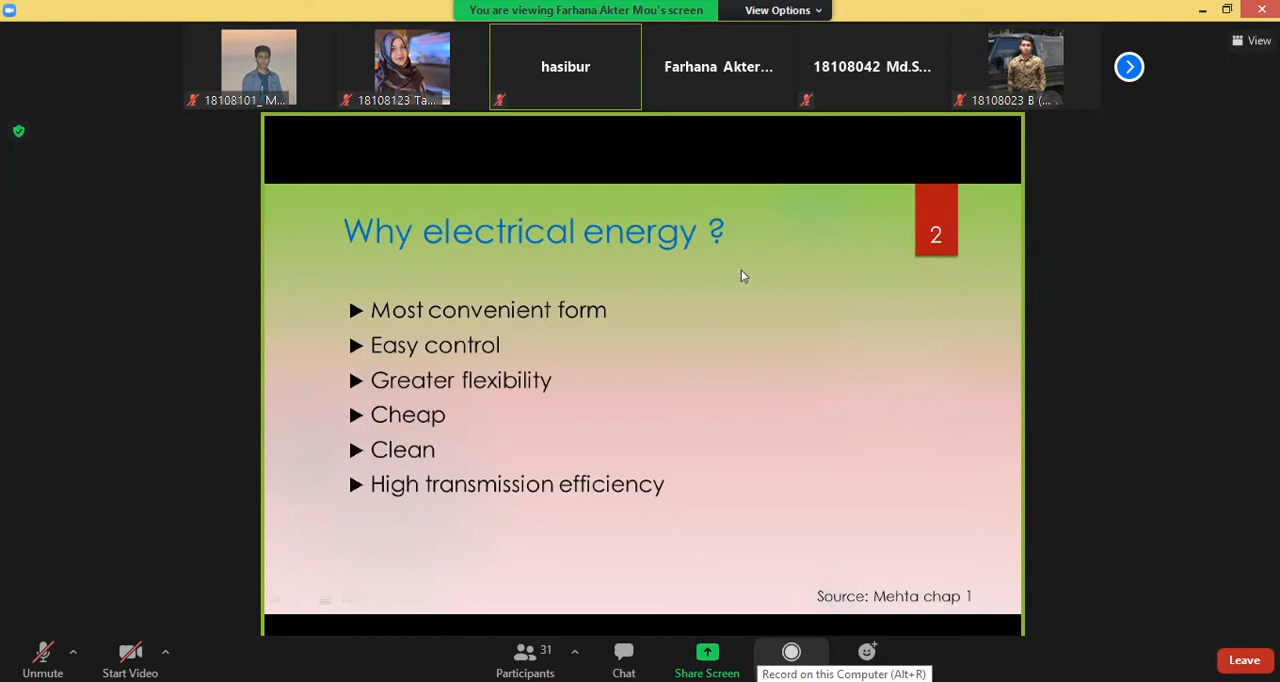 You are viewing Farhana Akter Mou's screen
View Options
View
hasibur
Farhana Akter...
18108042 Md.S...
18108101_ M...
18108123 Ta...
18108023 B (...
Why electrical energy ?
2
Most convenient form
Easy control
Greater flexibility
Cheap
Clean
High transmission efficiency
Source: Mehta chap 1
31
Unmute
Start Video
Participants
Chat
Share Screen
Record on this Computer (Alt+R)
Leave